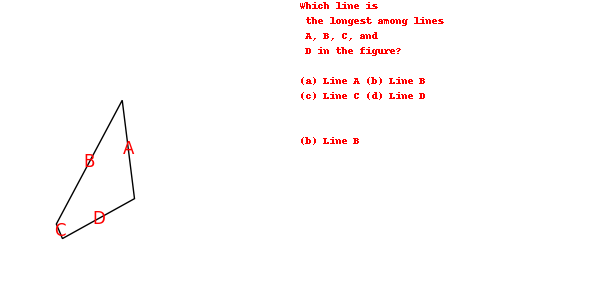 Which line is
the longest among lines
A, B, C, and
D in the figure?
(a) Line A (b) Line B
(c) Line C (d) Line D
(b) Line B
A
B
D
C